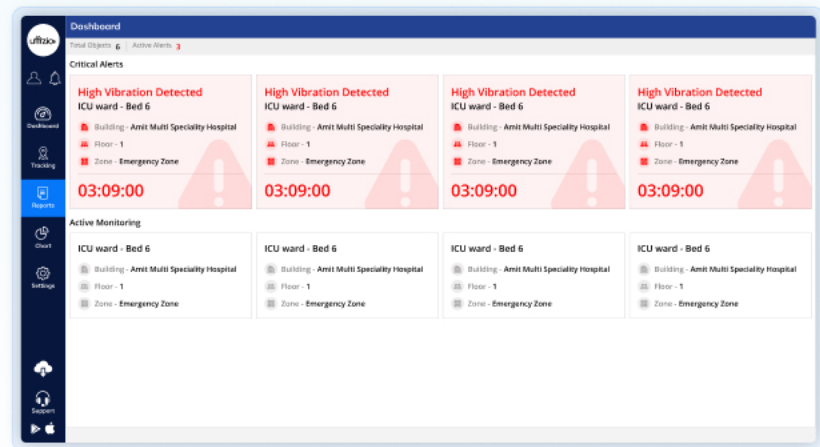 uffizio
Dashboard
Total Objects 6 | Active Alerts 3
Critical Alerts
High Vibration Detected
ICU ward - Bed 6
Building - Amit Multi Speciality Hospital
Floor - 1
Zone - Emergency Zone
03:09:00
High Vibration Detected
ICU ward - Bed 6
Building - Amit Multi Speciality Hospital
Floor - 1
Zone - Emergency Zone
03:09:00
High Vibration Detected
ICU ward - Bed 6
Building - Amit Multi Speciality Hospital
Floor - 1
Zone - Emergency Zone
03:09:00
High Vibration Detected
ICU ward - Bed 6
Building - Amit Multi Speciality Hospital
Floor - 1
Zone - Emergency Zone
03:09:00
Active Monitoring
ICU ward - Bed 6
Building - Amit Multi Speciality Hospital
Floor - 1
Zone - Emergency Zone
ICU ward - Bed 6
Building - Amit Multi Speciality Hospital
Floor - 1
Zone - Emergency Zone
ICU ward - Bed 6
Building - Amit Multi Speciality Hospital
Floor - 1
Zone - Emergency Zone
ICU ward - Bed 6
Building - Amit Multi Speciality Hospital
Floor - 1
Zone - Emergency Zone
Dashboard
Tracking
Reports
Chart
Settings
Support